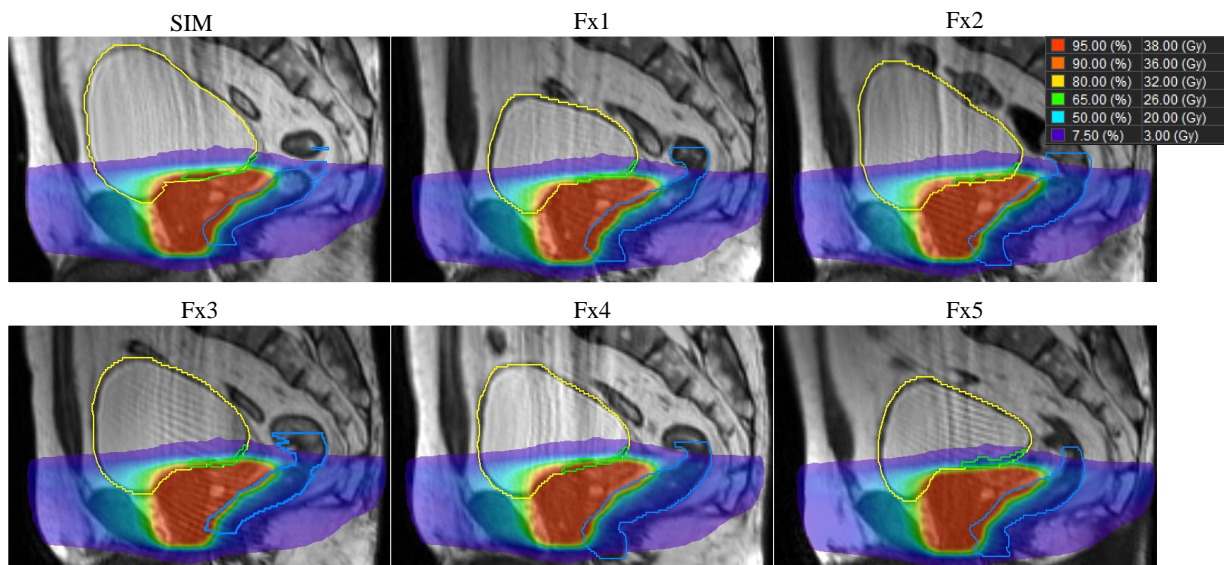 SIM
Fx1
Fx2
95.00 (%) 38.00 (Gy)
90.00 (%) 36.00 (Gy)
80.00 (%) 32.00 (Gy)
65.00 (%) 26.00 (Gy)
50.00 (%) 20.00 (Gy)
7.50 (%) 3.00 (Gy)
Fx3
Fx4
Fx5